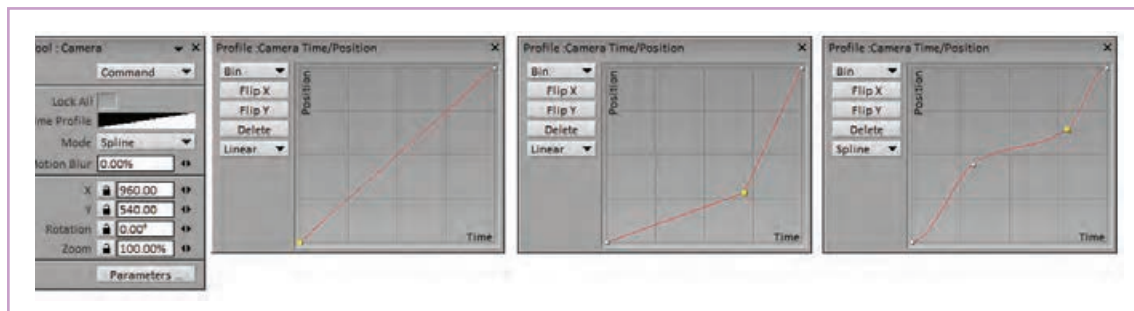 ool : Camera
Command
Lock All
me Profile
Mode Spline
Motion Blur 0.00%
X 960.00
Y 540.00
Rotation 0.00°
Zoom 100.00%
Parameters ...
Profile :Camera Time/Position
Bin
Flip X
Flip Y
Delete
Linear
Position
Time
Profile :Camera Time/Position
Bin
Flip X
Flip Y
Delete
Linear
Position
Time
Profile :Camera Time/Position
Bin
Flip X
Flip Y
Delete
Spline
Position
Time